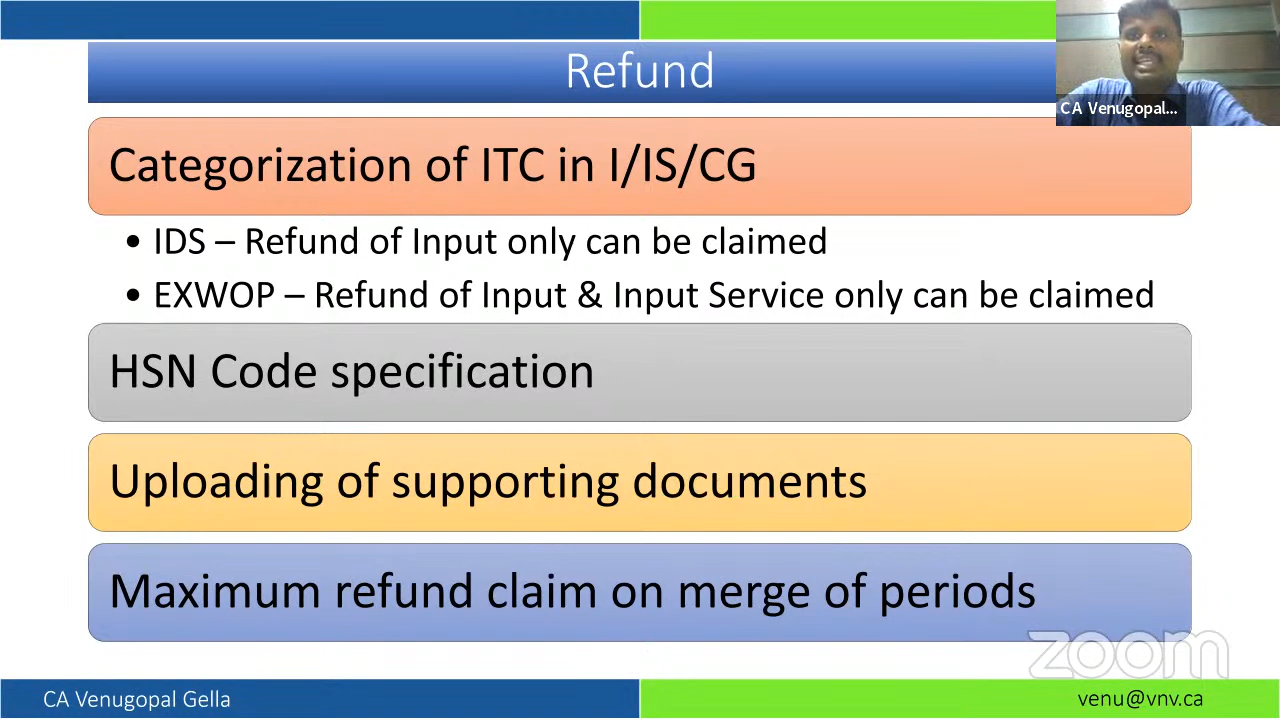 Refund
CA Venugopal...
Categorization of ITC in I/IS/CG
• IDS – Refund of Input only can be claimed
• EXWOP – Refund of Input & Input Service only can be claimed
HSN Code specification
Uploading of supporting documents
Maximum refund claim on merge of periods
zoom
CA Venugopal Gella
venu@vnv.ca